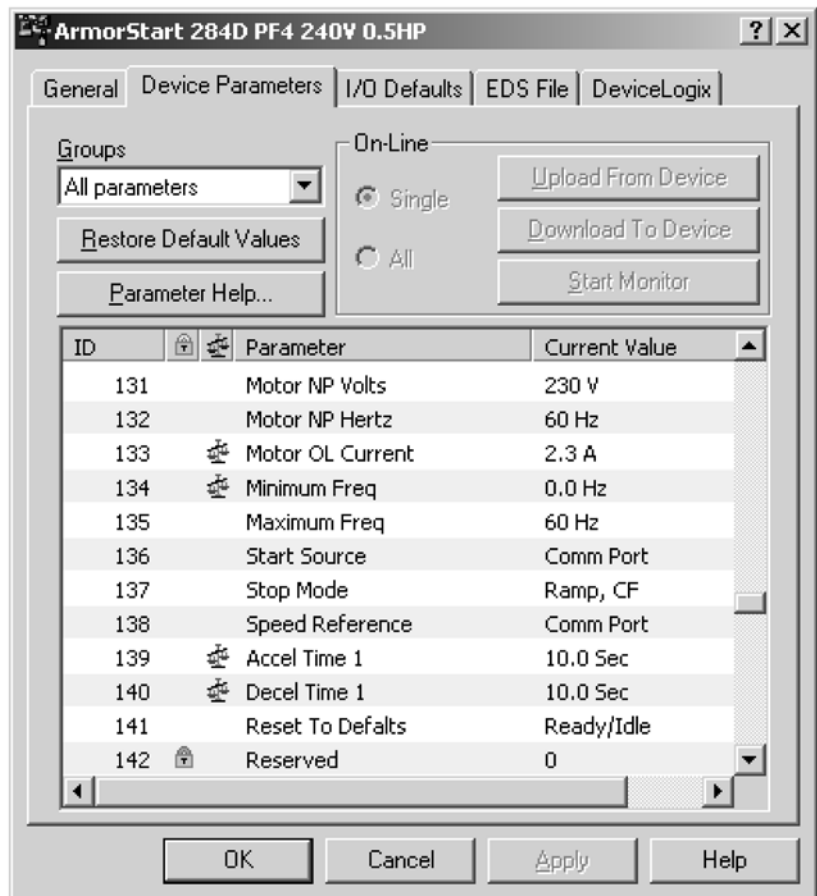 ArmorStart 284D PF4 240V 0.5HP
General Device Parameters I/O Defaults EDS File DeviceLogix
Groups
All parameters
Restore Default Values
Parameter Help...
On-Line
Single
All
Upload From Device
Download To Device
Start Monitor
ID Parameter Current Value
131 Motor NP Volts 230 V
132 Motor NP Hertz 60 Hz
133 Motor OL Current 2.3 A
134 Minimum Freq 0.0 Hz
135 Maximum Freq 60 Hz
136 Start Source Comm Port
137 Stop Mode Ramp, CF
138 Speed Reference Comm Port
139 Accel Time 1 10.0 Sec
140 Decel Time 1 10.0 Sec
141 Reset To Defalts Ready/Idle
142 Reserved 0
OK Cancel Apply Help